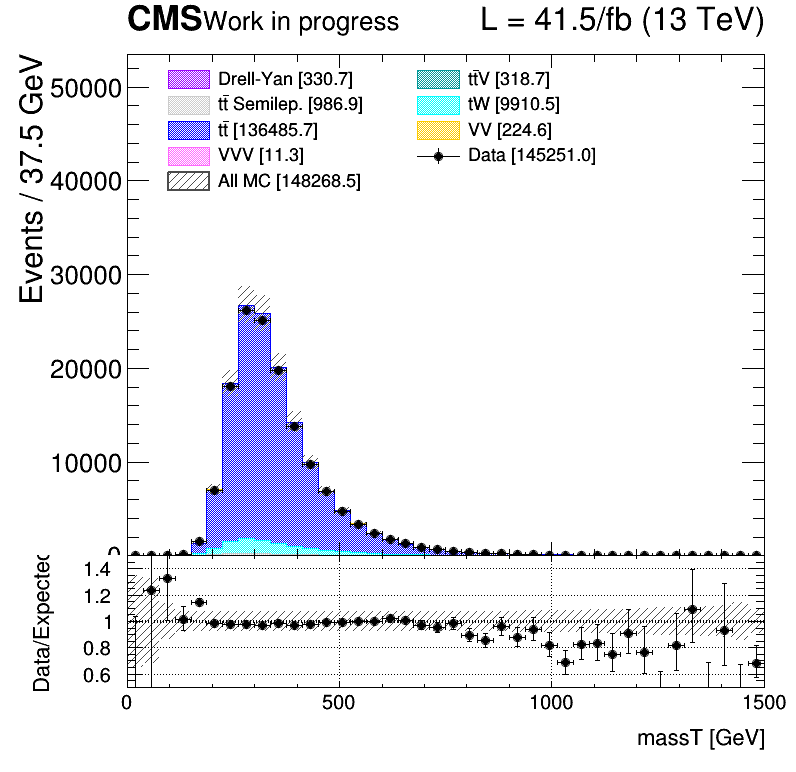 CMS Work in progress L = 41.5/fb (13 TeV)
Events / 37.5 GeV
50000
40000
30000
20000
10000
0
Drell-Yan [330.7]
tt̄ Semilep. [986.9]
tt̄ [136485.7]
VVV [11.3]
All MC [148268.5]
tt̄V [318.7]
tW [9910.5]
VV [224.6]
Data [145251.0]
Data/Expected
1.4
1.2
1
0.8
0.6
0 500 1000 1500
massT [GeV]